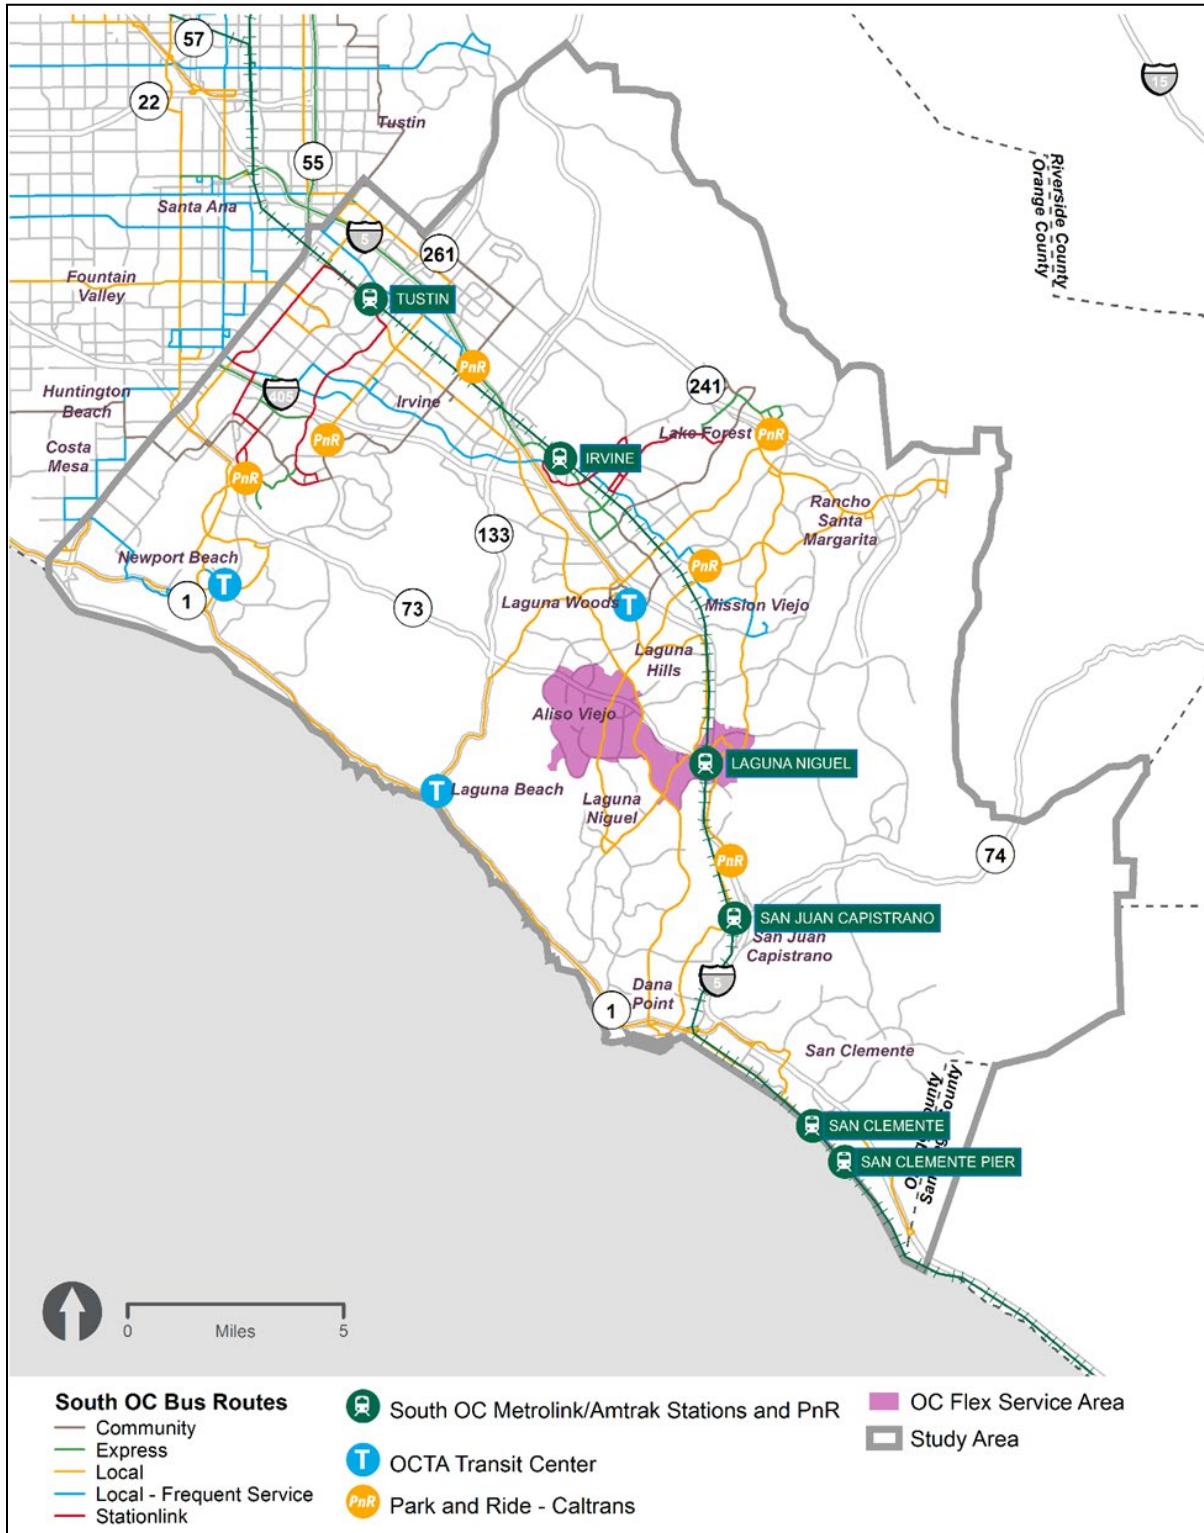 57
15
22
Tustin
55
Riverside County
Orange County
Santa Ana
5
261
Fountain
Valley
TUSTIN
PnR
Huntington
Beach
405
Irvine
241
Costa
Mesa
PnR
Lake Forest
PnR
IRVINE
PnR
Rancho
Santa
Margarita
133
Newport Beach
T
1
73
PnR
Laguna Woods
T
Mission Viejo
Laguna
Hills
Aliso Viejo
LAGUNA NIGUEL
T
Laguna Beach
Laguna
Niguel
PnR
74
SAN JUAN CAPISTRANO
San Juan
Capistrano
5
Dana
Point
1
San Clemente
SAN CLEMENTE
SAN CLEMENTE PIER
County
County
0
Miles
5
South OC Bus Routes
Community
Express
Local
Local - Frequent Service
Stationlink
South OC Metrolink/Amtrak Stations and PnR
T
OCTA Transit Center
PnR
Park and Ride - Caltrans
OC Flex Service Area
Study Area